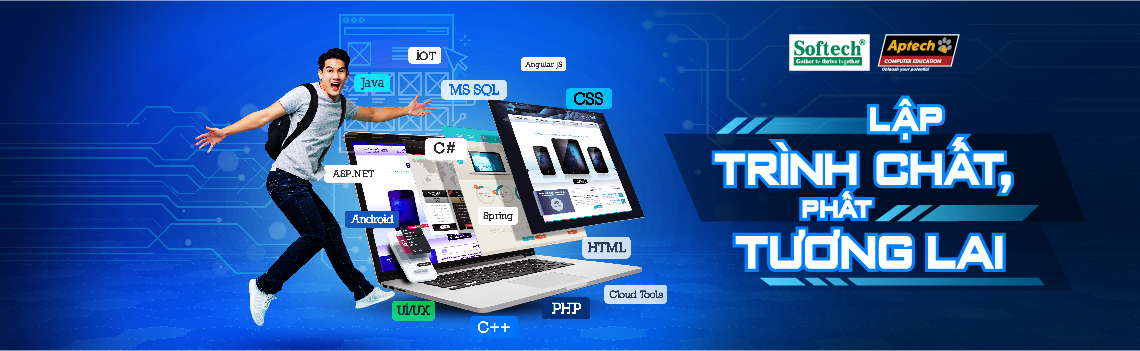 Softech®
Gather to thrive together
Aptech
COMPUTER EDUCATION
Unleash your potential
LẬP
TRÌNH CHẤT,
PHẤT
TƯƠNG LAI
IOT
Angular JS
Java
MS SQL
CSS
C#
ASP.NET
Android
Spring
HTML
Cloud Tools
UI/UX
PHP
C++